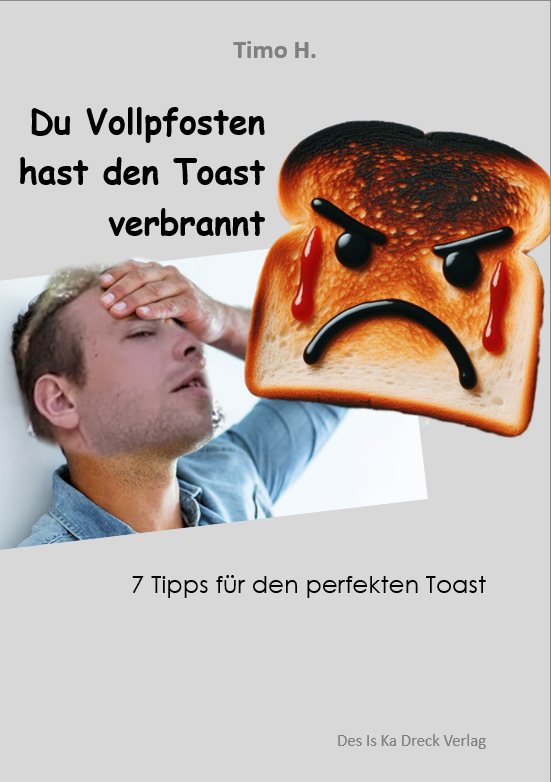 Timo H.
Du Vollpfosten
hast den Toast
verbrannt
7 Tipps für den perfekten Toast
Des Is Ka Dreck Verlag